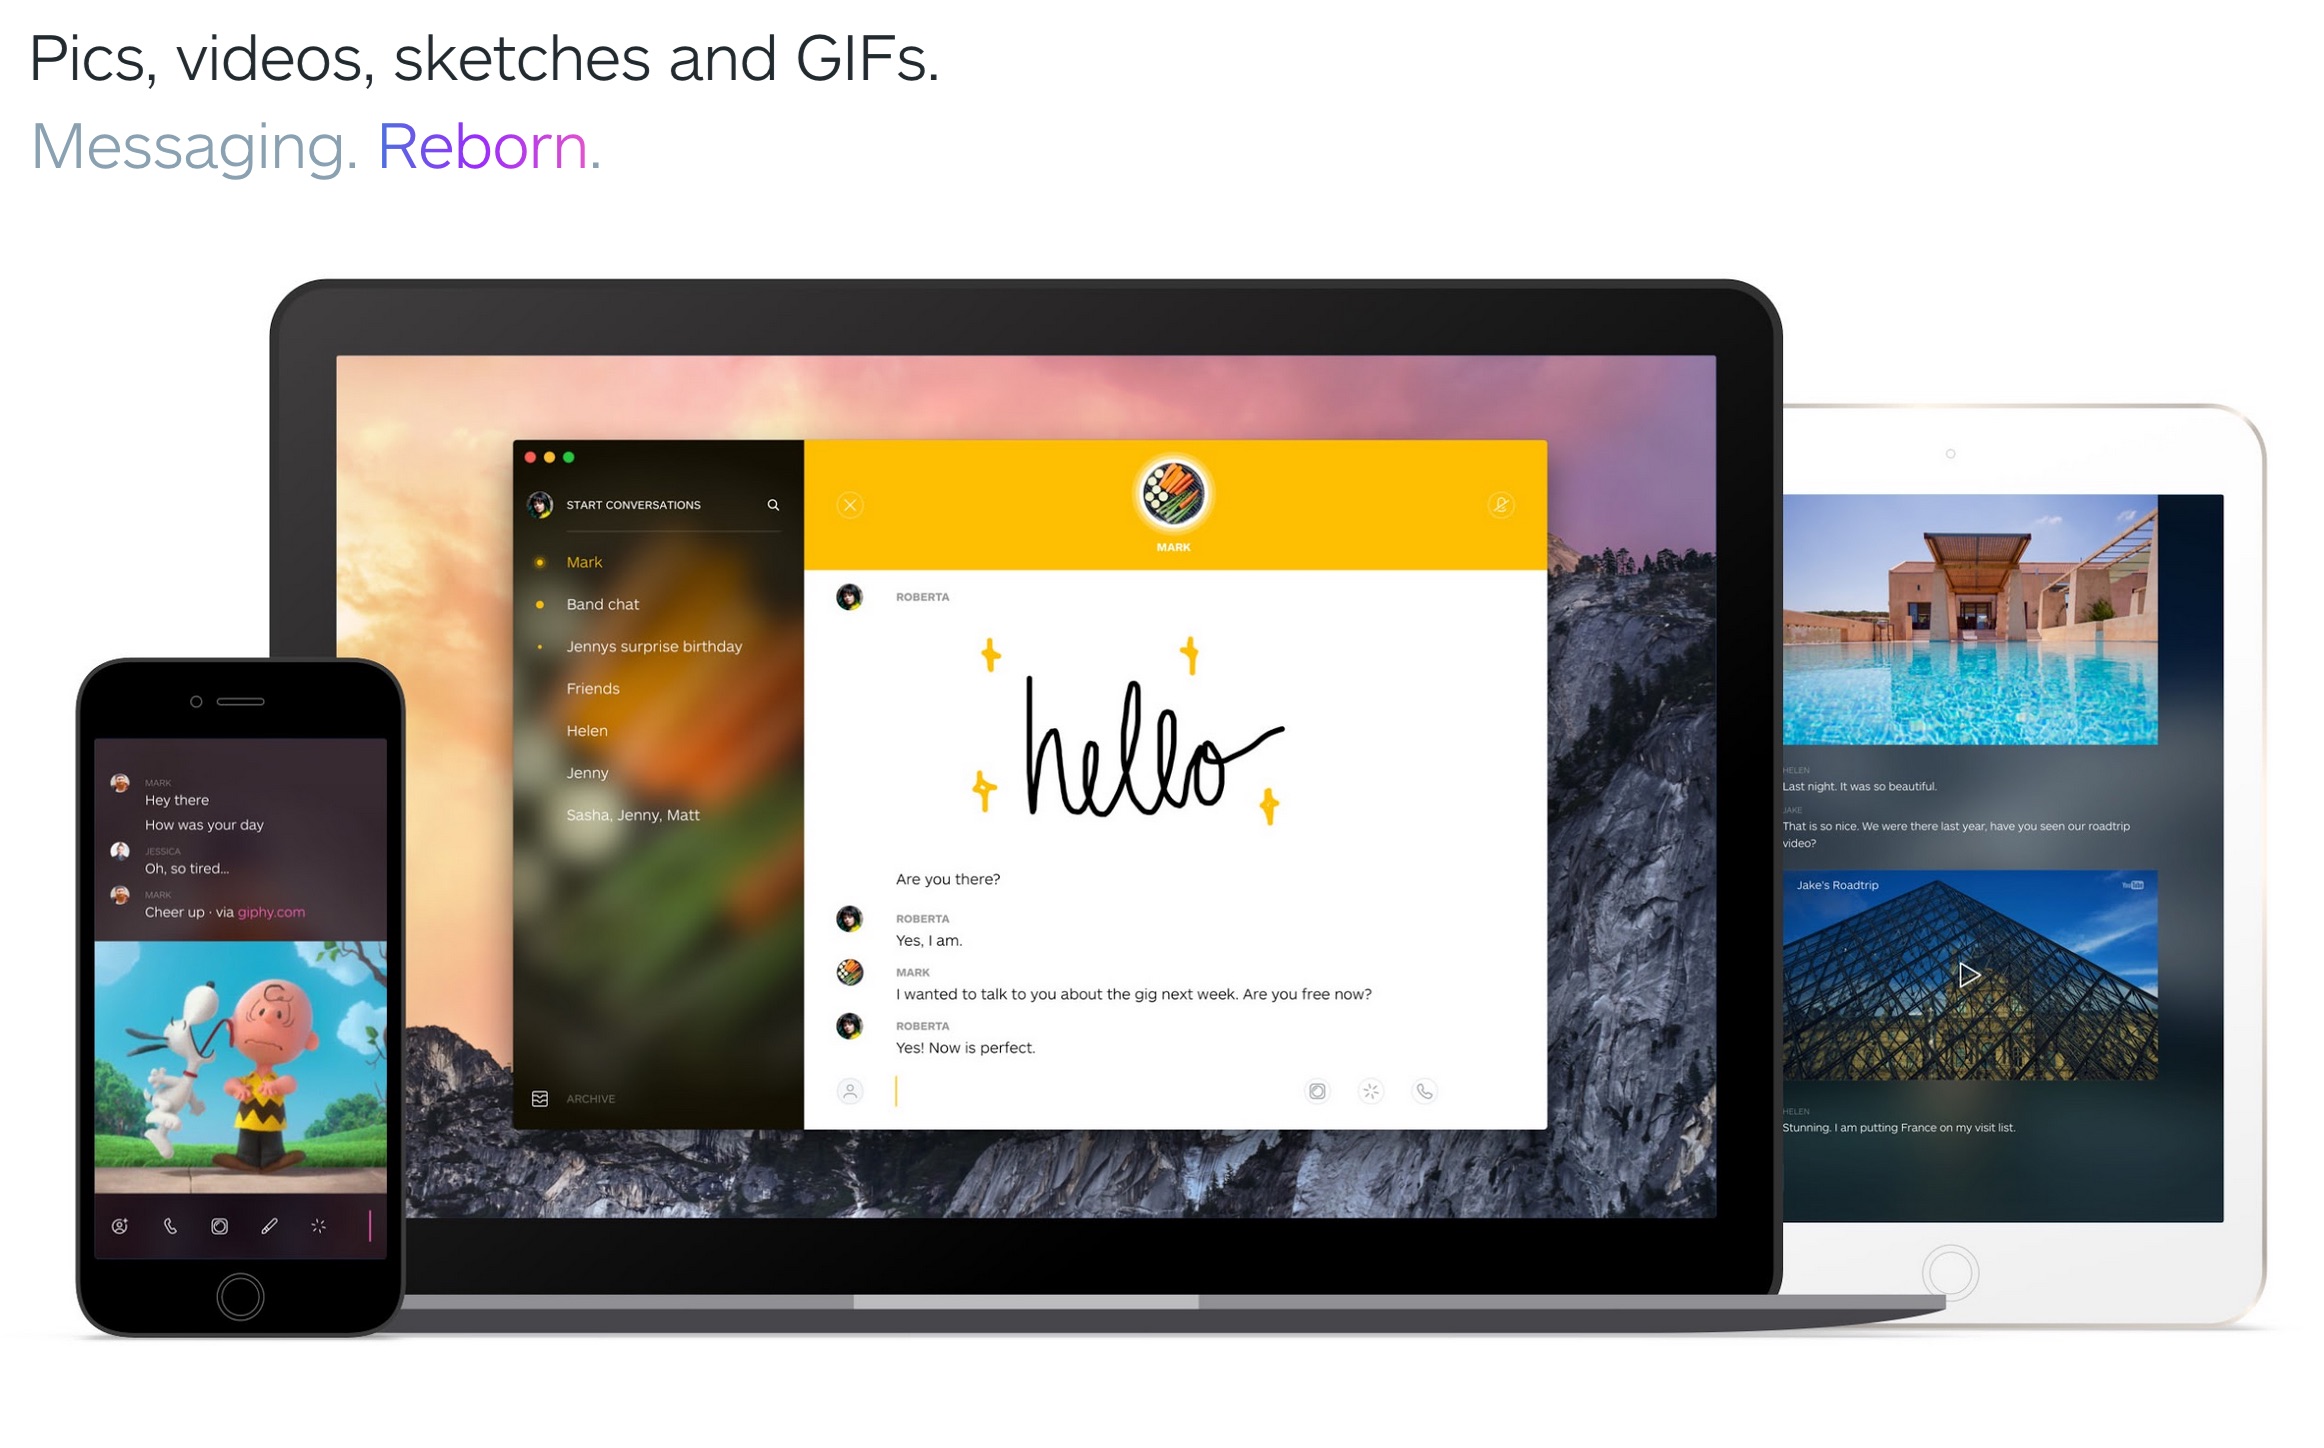 Pics, videos, sketches and GIFs.
Messaging. Reborn.
MARK
Hey there
How was your day
JESSICA
Oh, so tired...
MARK
Cheer up · via giphy.com
START CONVERSATIONS
Mark
Band chat
Jennys surprise birthday
Friends
Helen
Jenny
Sasha, Jenny, Matt
ARCHIVE
MARK
ROBERTA
hello
Are you there?
ROBERTA
Yes, I am.
MARK
I wanted to talk to you about the gig next week. Are you free now?
ROBERTA
Yes! Now is perfect.
HELEN
Last night. It was so beautiful.
JAKE
That is so nice. We were there last year, have you seen our roadtrip
video?
Jake's Roadtrip
YouTube
HELEN
Stunning. I am putting France on my visit list.